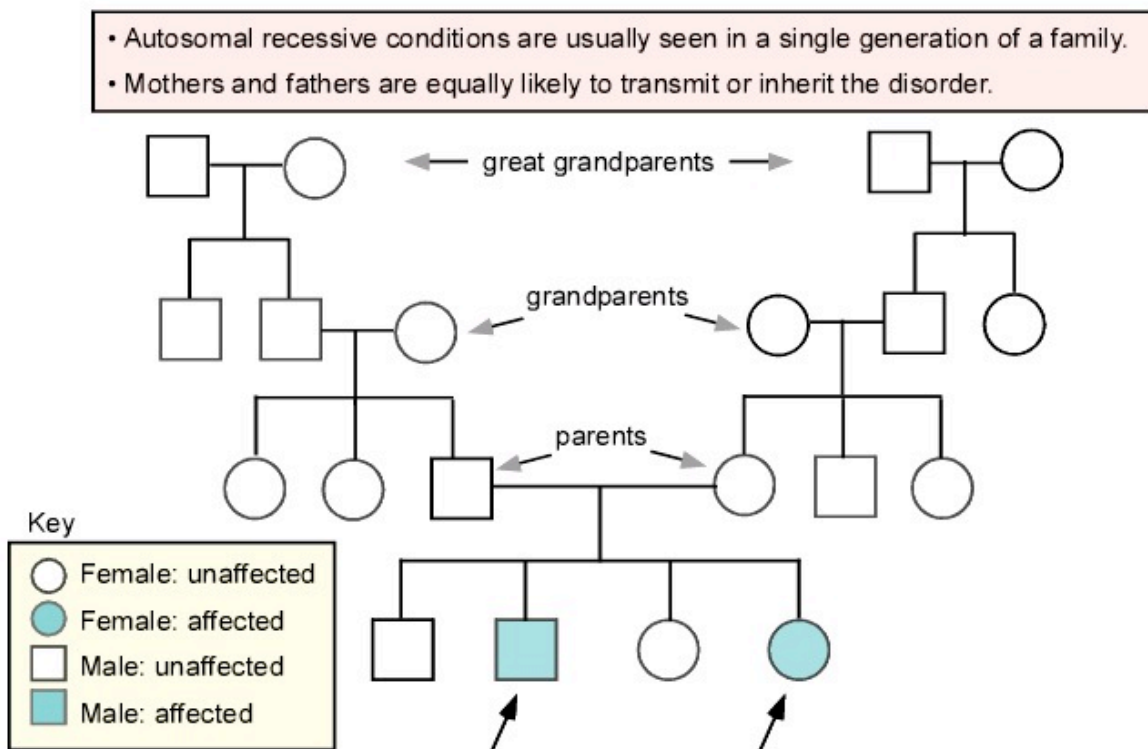 • Autosomal recessive conditions are usually seen in a single generation of a family.
• Mothers and fathers are equally likely to transmit or inherit the disorder.
great grandparents
grandparents
parents
Key
Female: unaffected
Female: affected
Male: unaffected
Male: affected